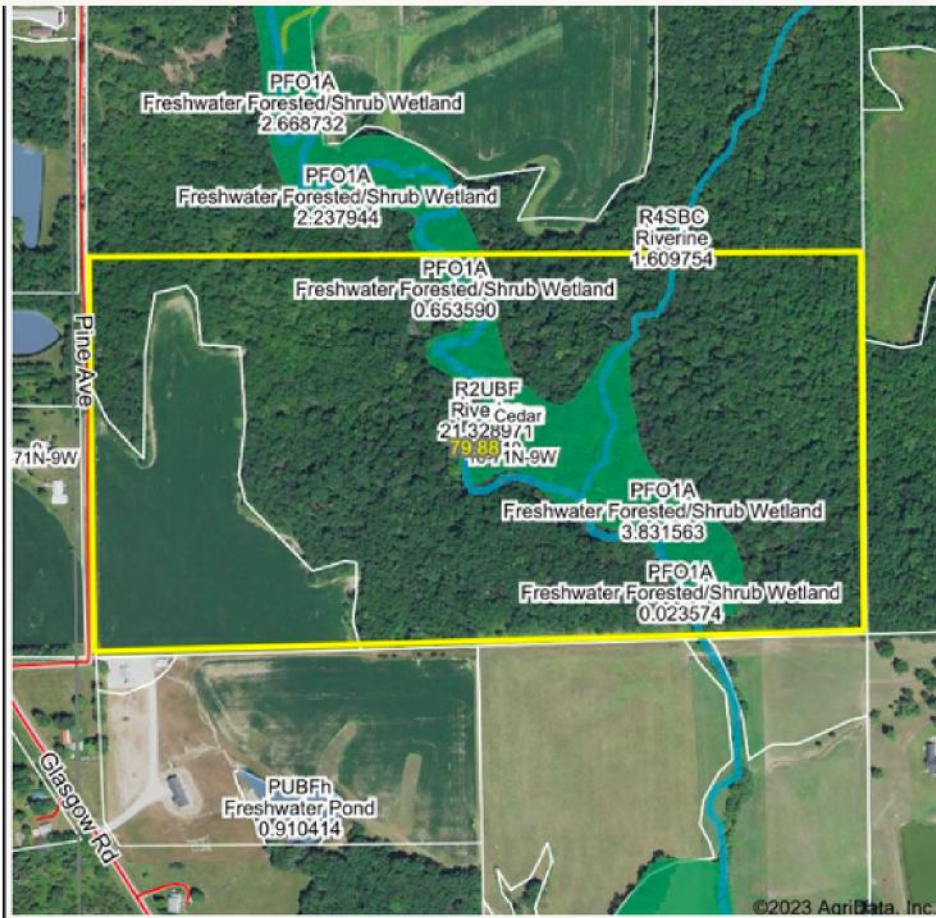 PFO1A
Freshwater Forested/Shrub Wetland
2.668732
PFO1A
Freshwater Forested/Shrub Wetland
2.237944
R4SBC
Riverine
1.609754
PFO1A
Freshwater Forested/Shrub Wetland
0.653590
Pine Ave
R2UBF
Rive Cedar
21.328971
79.88
71N-9W
71N-9W
PFO1A
Freshwater Forested/Shrub Wetland
3.831563
PFO1A
Freshwater Forested/Shrub Wetland
0.023574
Glasgow Rd
PUBFh
Freshwater Pond
0.910414
©2023 AgriData, Inc